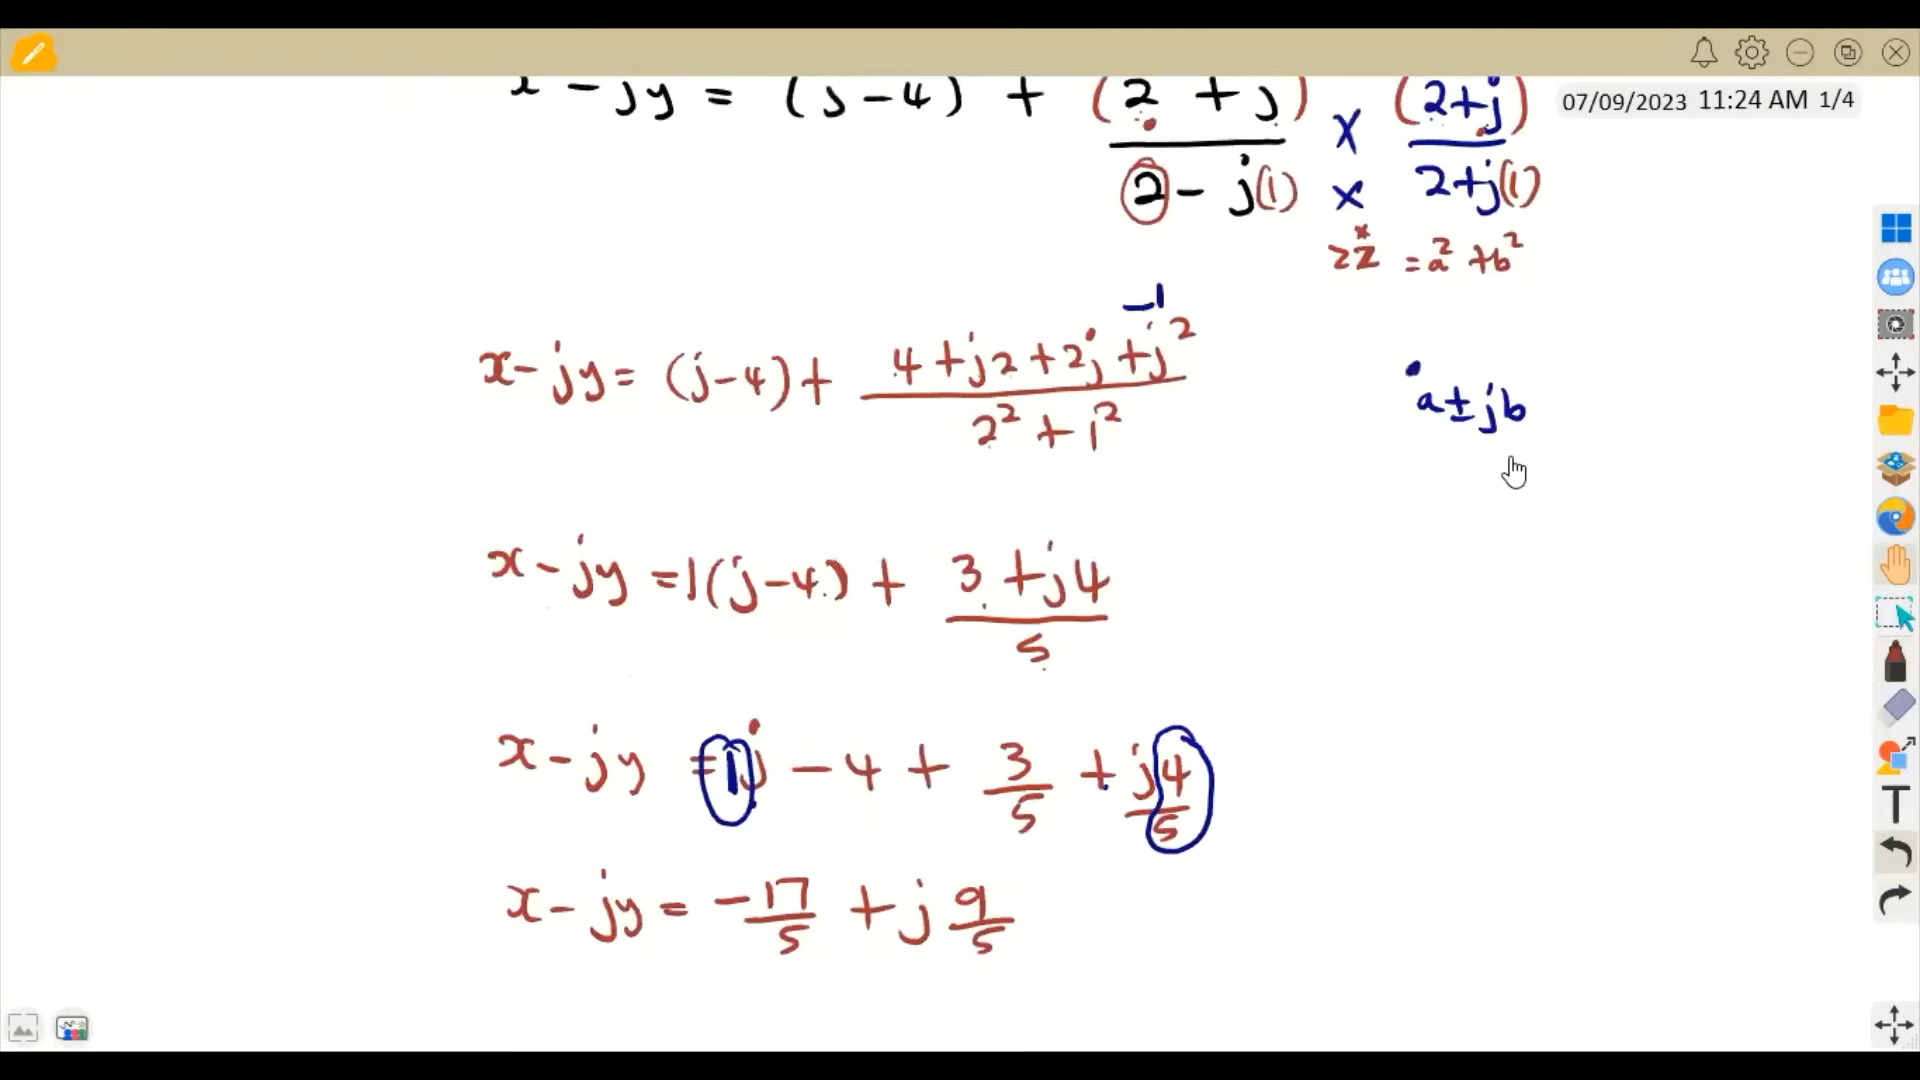 x - jy = (j - 4) + (2 + j) / 2 - j(1) × (2+j) / 2+j(1)
07/09/2023 11:24 AM 1/4
zz* = a² + b²
-1
x - jy = (j - 4) + 4 + j2 + 2j + j² / 2² + 1²
a ± jb
x - jy = 1(j - 4) + 3 + j4 / 5
x - jy = 1j - 4 + 3/5 + j4/5
x - jy = -17/5 + j 9/5
T